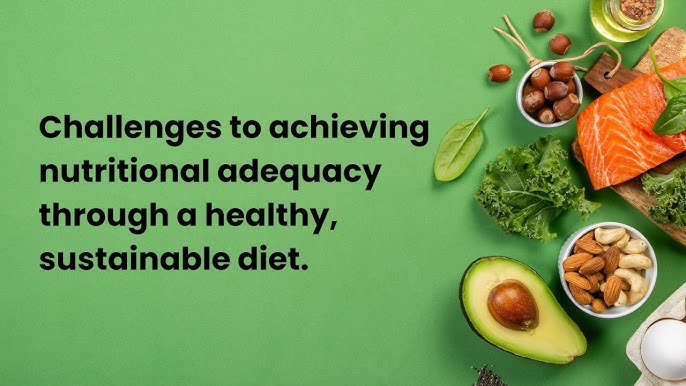 Challenges to achieving
nutritional adequacy
through a healthy,
sustainable diet.